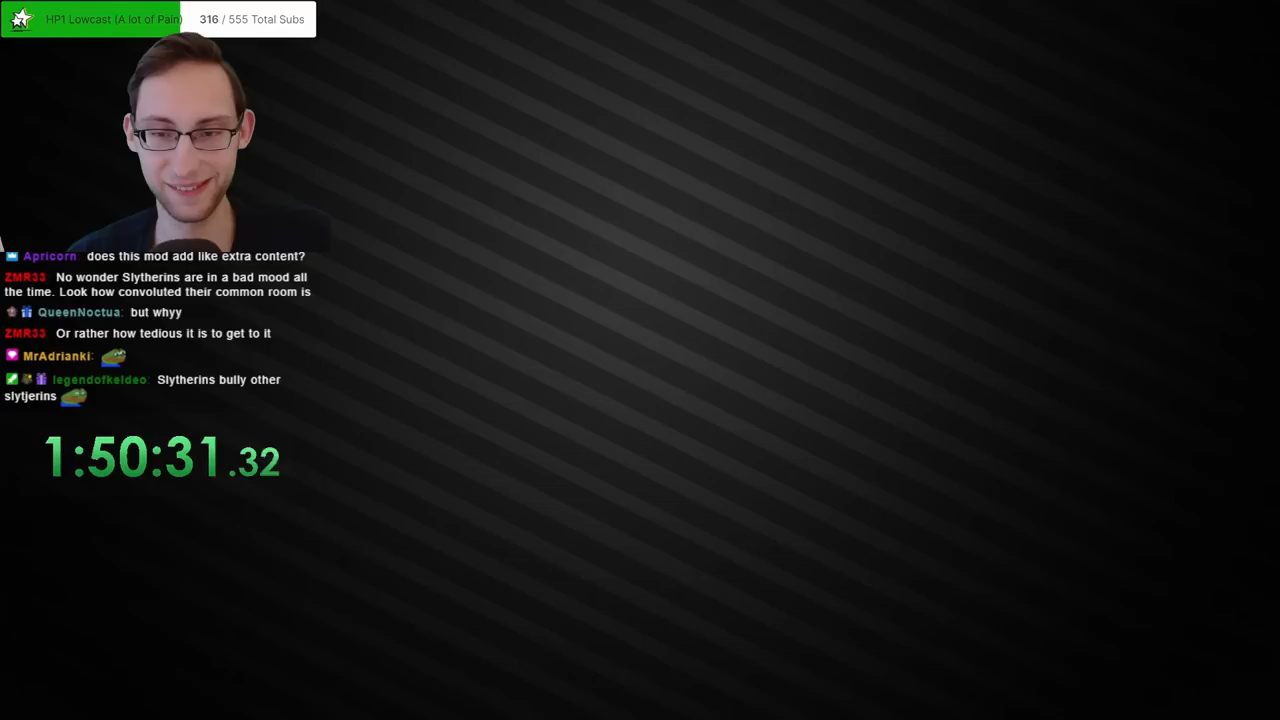 HP1 Lowcast (A lot of Pain) 316 / 555 Total Subs
Apricorn does this mod add like extra content?
ZMR33 No wonder Slytherins are in a bad mood all
the time. Look how convoluted their common room is
QueenNoctua: but whyy
ZMR33 Or rather how tedious it is to get to it
MrAdrianki:
legendofkeldeo: Slytherins bully other
slytjerins
1:50:31.32